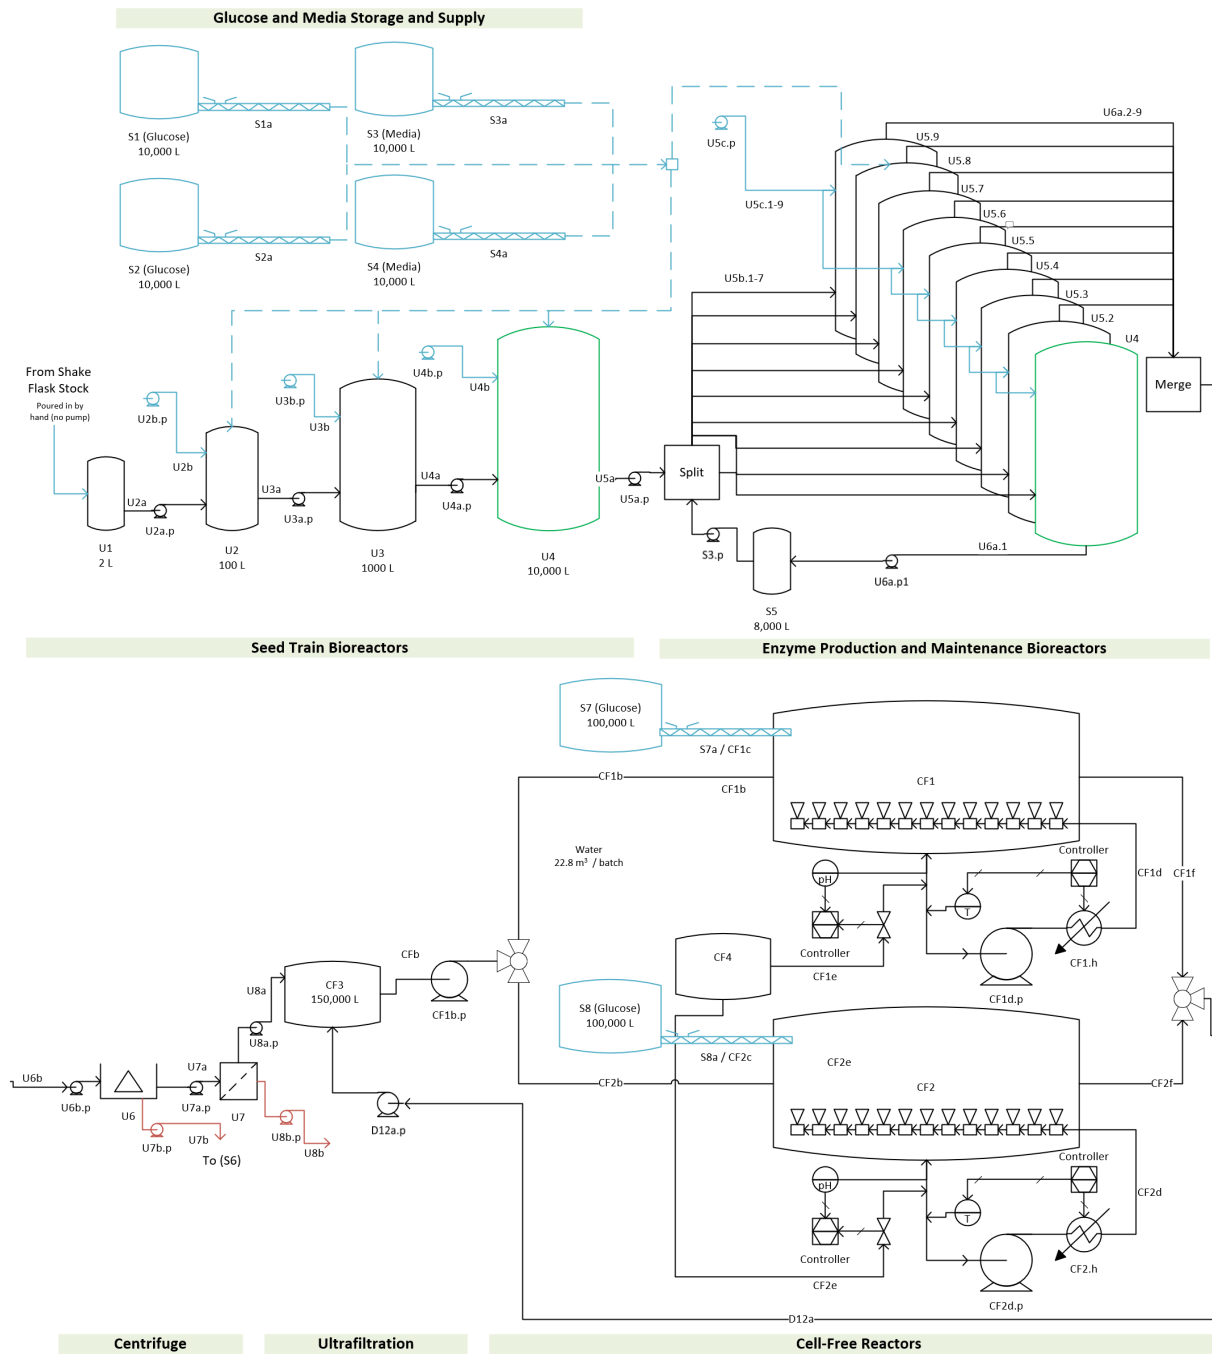 Glucose and Media Storage and Supply
S1 (Glucose)
10,000 L
S1a
S3 (Media)
10,000 L
S3a
S2 (Glucose)
10,000 L
S2a
S4 (Media)
10,000 L
S4a
U5c.p
U5c.1-9
U6a.2-9
U5.9
U5.8
U5.7
U5.6
U5.5
U5.4
U5.3
U5.2
U4
U5b.1-7
Merge
From Shake
Flask Stock
Poured in by
hand (no pump)
U2b.p
U2b
U3b.p
U3b
U4b.p
U4b
U2a
U2a.p
U3a
U3a.p
U4a
U4a.p
U5a
U5a.p
Split
U1
2 L
U2
100 L
U3
1000 L
U4
10,000 L
S3.p
S5
8,000 L
U6a.1
U6a.p1
Seed Train Bioreactors
Enzyme Production and Maintenance Bioreactors
S7 (Glucose)
100,000 L
S7a / CF1c
CF1b
CF1b
CF1
Water
22.8 m³ / batch
pH
Controller
Controller
T
CF1d
CF1f
CF1.h
CF1d.p
CF1e
CF4
CFb
CF1b.p
CF3
150,000 L
U8a
U8a.p
S8 (Glucose)
100,000 L
S8a / CF2c
CF2b
CF2e
CF2
CF2f
U6b
U6b.p
U6
U7a
U7a.p
U7
U7b.p
U7b
To (S6)
U8b.p
U8b
D12a.p
pH
Controller
Controller
T
CF2d
CF2.h
CF2d.p
CF2e
D12a
Centrifuge
Ultrafiltration
Cell-Free Reactors